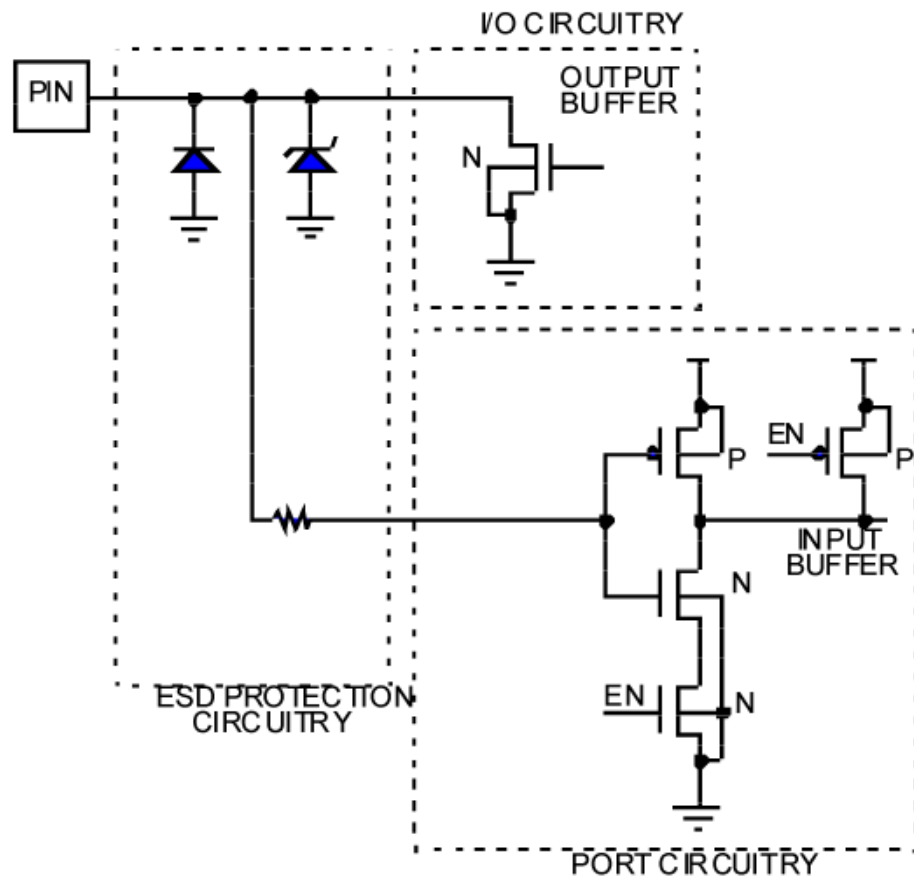 I/O CIRCUITRY
PIN
OUTPUT
BUFFER
N
P
EN
P
INPUT
BUFFER
N
EN
N
ESD PROTECTION
CIRCUITRY
PORT CIRCUITRY